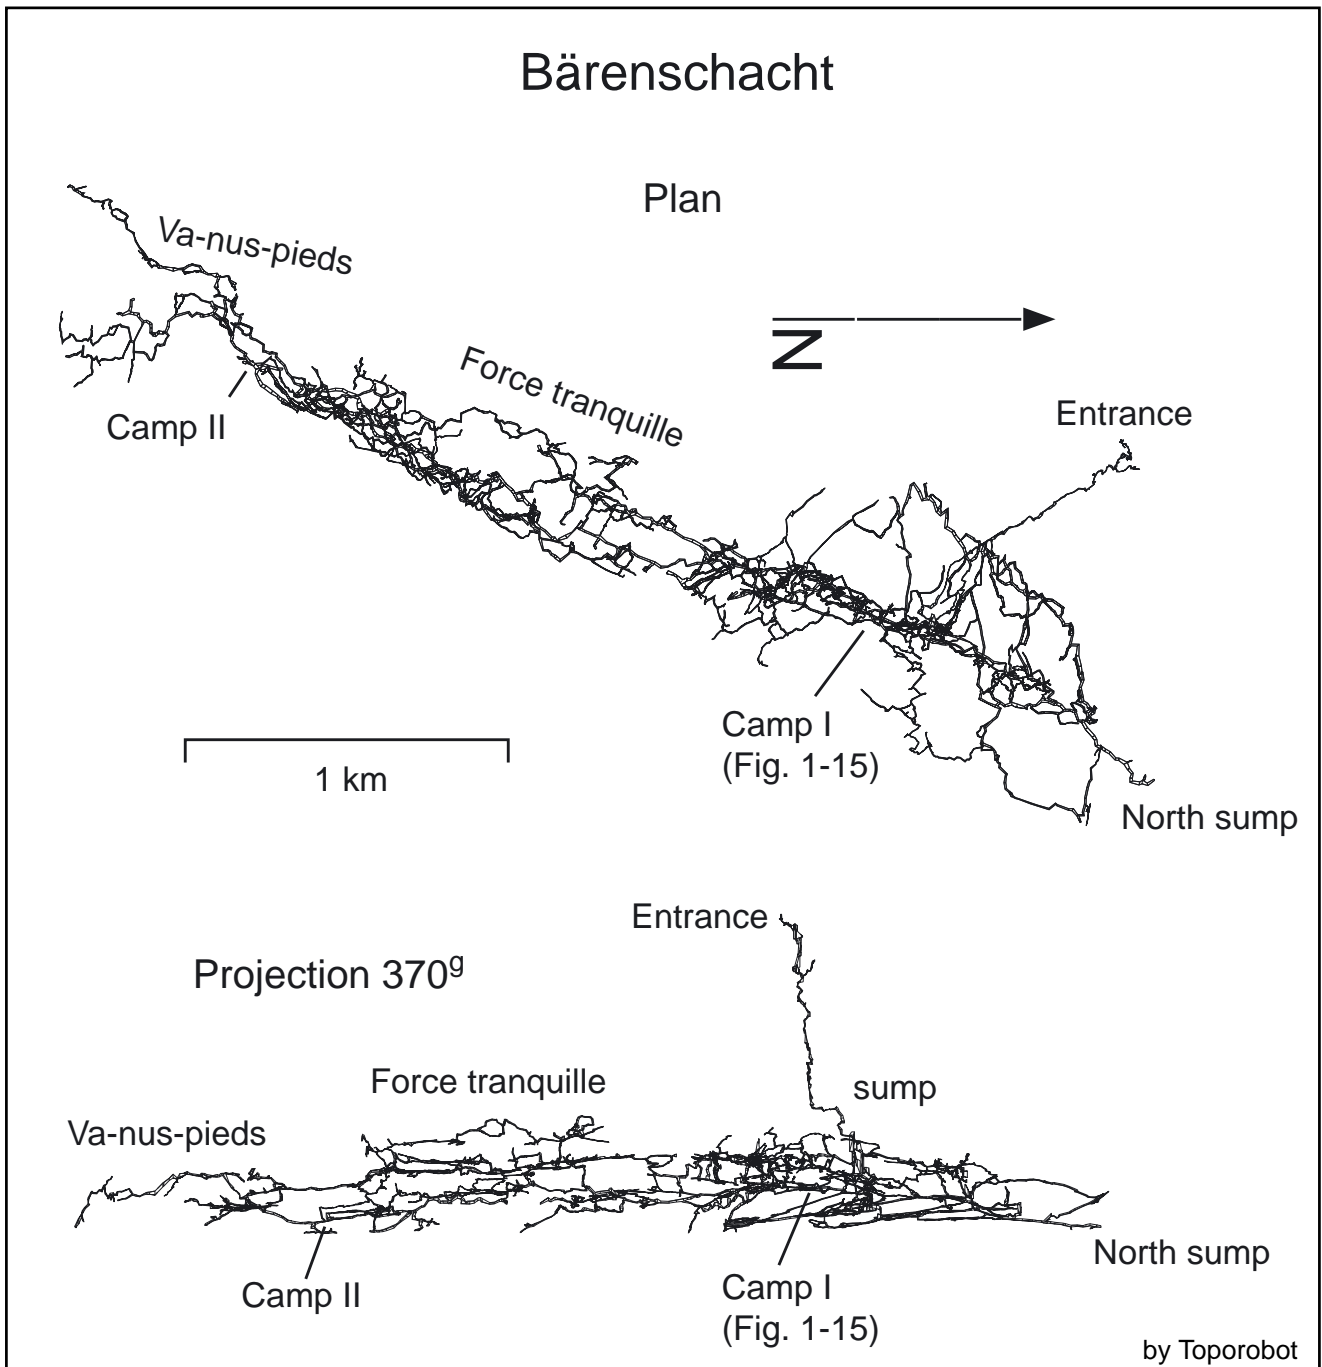 Bärenschacht
Plan
Va-nus-pieds
Force tranquille
N
Entrance
Camp II
Camp I
(Fig. 1-15)
1 km
North sump
Entrance
Projection 370g
Force tranquille
sump
Va-nus-pieds
North sump
Camp II
Camp I
(Fig. 1-15)
by Toporobot